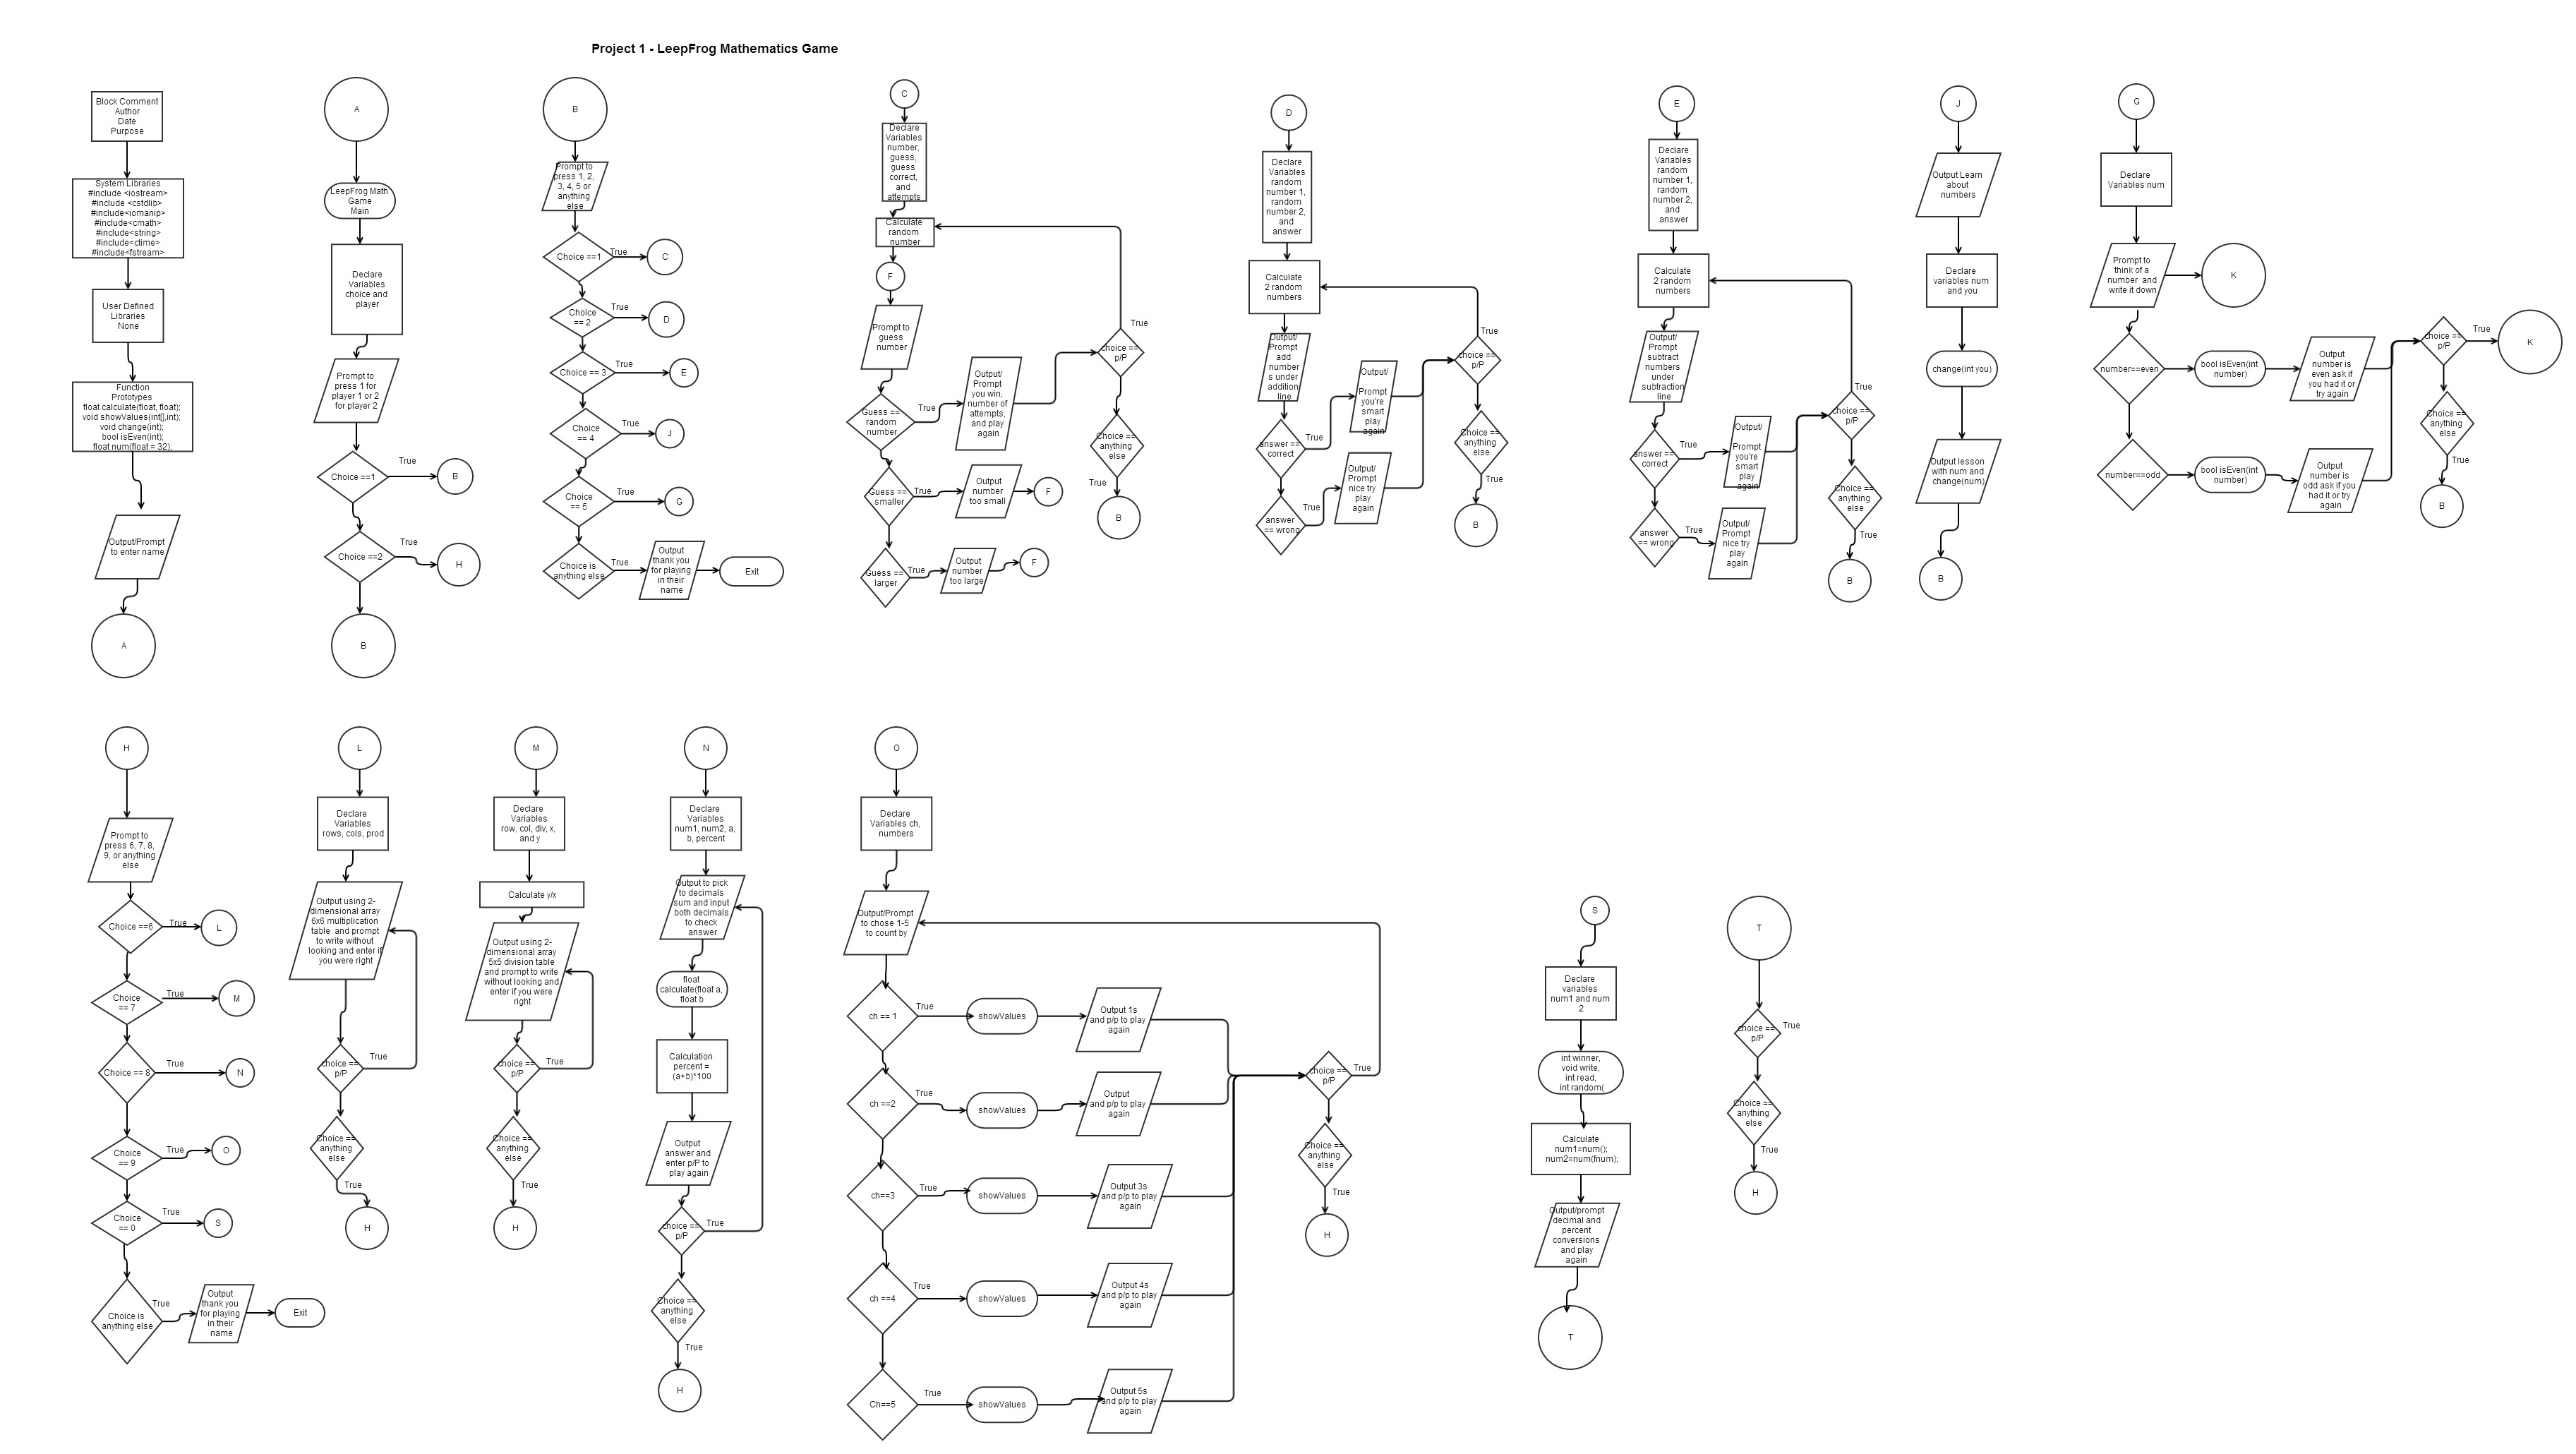 Project 1 - LeepFrog Mathematics Game
Block Comment
Author
Date
Purpose
System Libraries
#include <iostream>
#include <cstdlib>
#include<iomanip>
#include<cmath>
#include<string>
#include<ctime>
#include<fstream>
User Defined
Libraries
None
Function
Prototypes
float calculate(float, float);
void showValues(int[],int);
void change(int);
bool isEven(int);
float num(float = 32);
Output/Prompt
to enter name
A
A
LeepFrog Math
Game
Main
Declare
Variables
choice and
player
Prompt to
press 1 for
player 1 or 2
for player 2
Choice ==1
True
B
Choice ==2
True
H
B
B
Prompt to
press 1, 2,
3, 4, 5 or
anything
else
Choice ==1
True
C
Choice
== 2
True
D
Choice == 3
True
E
Choice
== 4
True
J
Choice
== 5
True
G
Choice is
anything else
True
Output
thank you
for playing
in their
name
Exit
C
Declare
Variables
number,
guess,
guess
correct,
and
attempts
Calculate
random
number
F
Prompt to
guess
number
Guess ==
random
number
True
Output/
Prompt
you win,
number of
attempts,
and play
again
Guess ==
smaller
True
Output
number
too small
F
Guess ==
larger
True
Output
number
too large
F
choice ==
p/P
True
Choice ==
anything
else
True
B
D
Declare
Variables
random
number 1,
random
number 2,
and
answer
Calculate
2 random
numbers
Output/
Prompt
add
number
s under
addition
line
answer ==
correct
True
Output/
Prompt
you're
smart
play
again
answer
== wrong
True
Output/
Prompt
nice try
play
again
choice ==
p/P
True
Choice ==
anything
else
True
B
E
Declare
Variables
random
number 1,
random
number 2,
and
answer
Calculate
2 random
numbers
Output/
Prompt
subtract
numbers
under
subtraction
line
answer ==
correct
True
Output/
Prompt
you're
smart
play
again
answer
== wrong
True
Output/
Prompt
nice try
play
again
choice ==
p/P
True
Choice ==
anything
else
True
B
J
Output Learn
about
numbers
Declare
variables num
and you
change(int you)
Output lesson
with num and
change(num)
B
G
Declare
Variables num
Prompt to
think of a
number and
write it down
K
number==even
bool isEven(int
number)
Output
number is
even ask if
you had it or
try again
number==odd
bool isEven(int
number)
Output
number is
odd ask if you
had it or try
again
choice ==
p/P
True
K
Choice ==
anything
else
True
B
H
Prompt to
press 6, 7, 8,
9, or anything
else
Choice ==6
True
L
Choice
== 7
True
M
Choice == 8
True
N
Choice
== 9
True
O
Choice
== 0
True
S
Choice is
anything else
True
Output
thank you
for playing
in their
name
Exit
L
Declare
Variables
rows, cols, prod
Output using 2-
dimensional array
6x6 multiplication
table and prompt
to write without
looking and enter if
you were right
choice ==
p/P
True
Choice ==
anything
else
True
H
M
Declare
Variables
row, col, div, x,
and y
Calculate y/x
Output using 2-
dimensional array
5x5 division table
and prompt to write
without looking and
enter if you were
right
choice ==
p/P
True
Choice ==
anything
else
True
H
N
Declare
Variables
num1, num2, a,
b, percent
Output to pick
to decimals
sum and input
both decimals
to check
answer
float
calculate(float a,
float b
Calculation
percent =
(a+b)*100
Output
answer and
enter p/P to
play again
choice ==
p/P
True
Choice ==
anything
else
True
H
O
Declare
Variables ch,
numbers
Output/Prompt
to chose 1-5
to count by
ch == 1
True
showValues
Output 1s
and p/p to play
again
ch ==2
True
showValues
Output
and p/p to play
again
ch==3
True
showValues
Output 3s
and p/p to play
again
ch ==4
True
showValues
Output 4s
and p/p to play
again
Ch==5
True
showValues
Output 5s
and p/p to play
again
choice ==
p/P
True
Choice ==
anything
else
True
H
S
Declare
variables
num1 and num
2
int winner,
void write,
int read,
int random(
Calculate
num1=num();
num2=num(fnum);
Output/prompt
decimal and
percent
conversions
and play
again
T
T
choice ==
p/P
True
Choice ==
anything
else
True
H